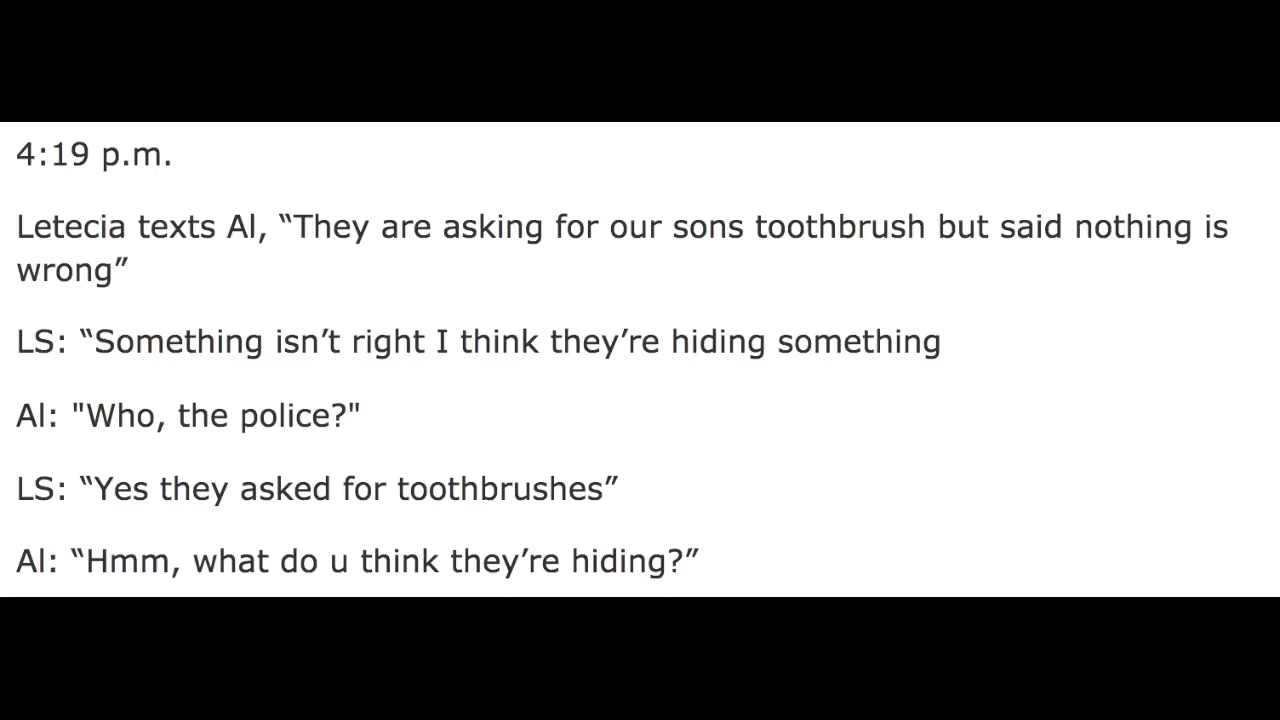 4:19 p.m.
Letecia texts Al, “They are asking for our sons toothbrush but said nothing is
wrong”
LS: “Something isn’t right I think they’re hiding something
Al: "Who, the police?"
LS: “Yes they asked for toothbrushes”
Al: “Hmm, what do u think they’re hiding?”